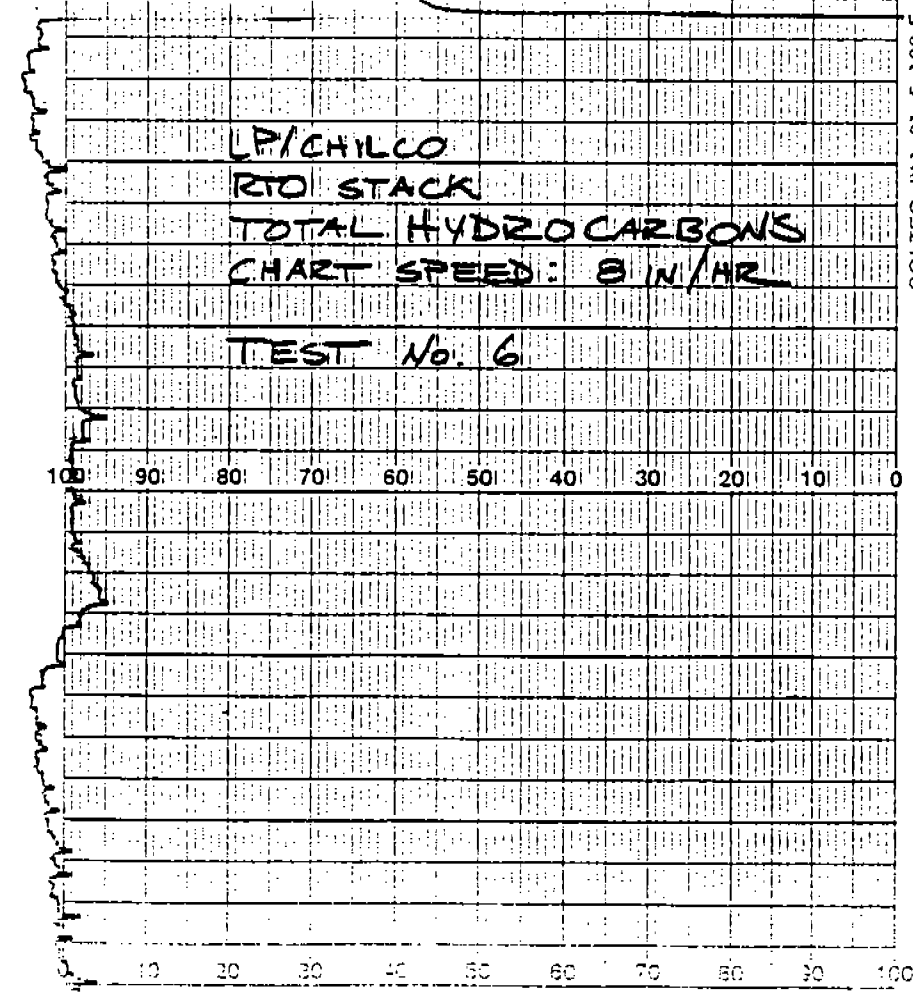 LP/CHILCO
RTO STACK
TOTAL HYDROCARBONS
CHART SPEED: 8 IN/HR
TEST No. 6
100 90 80 70 60 50 40 30 20 10 0
0 10 20 30 40 50 60 70 80 90 100